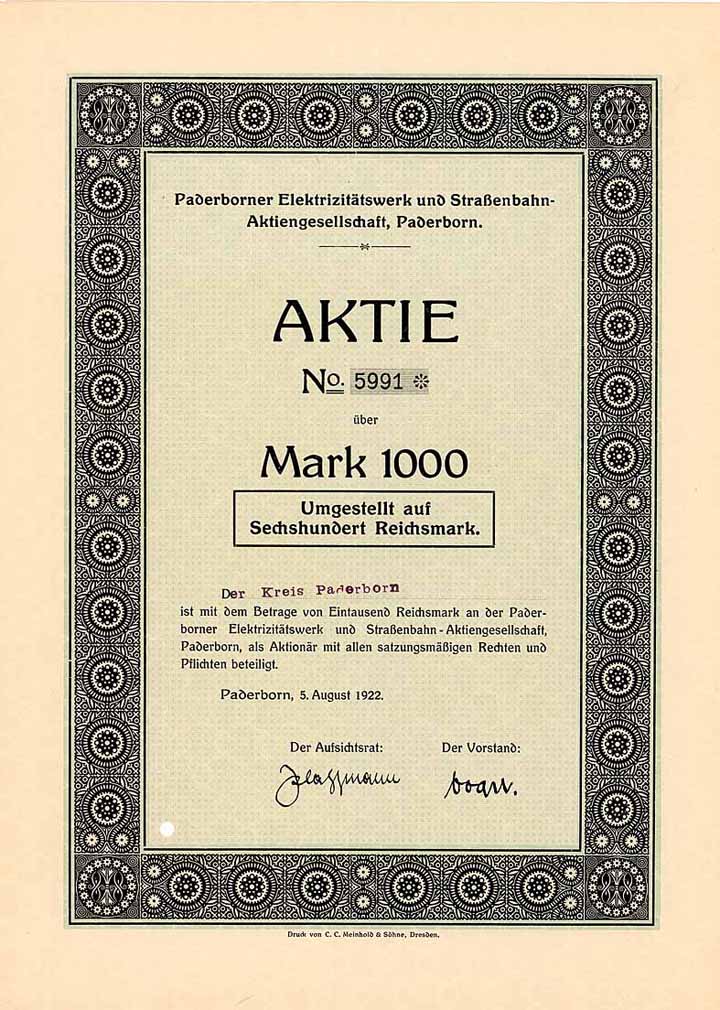 Paderborner Elektrizitätswerk und Straßenbahn-
Aktiengesellschaft, Paderborn.
AKTIE
No. 5991
über
Mark 1000
Umgestellt auf
Sechshundert Reichsmark.
Der Kreis Paderborn
ist mit dem Betrage von Eintausend Reichsmark an der Pader-
borner Elektrizitätswerk und Straßenbahn-Aktiengesellschaft,
Paderborn, als Aktionär mit allen satzungsmäßigen Rechten und
Pflichten beteiligt.
Paderborn, 5. August 1922.
Der Aufsichtsrat: Der Vorstand:
Druck von C. C. Meinhold & Söhne, Dresden.